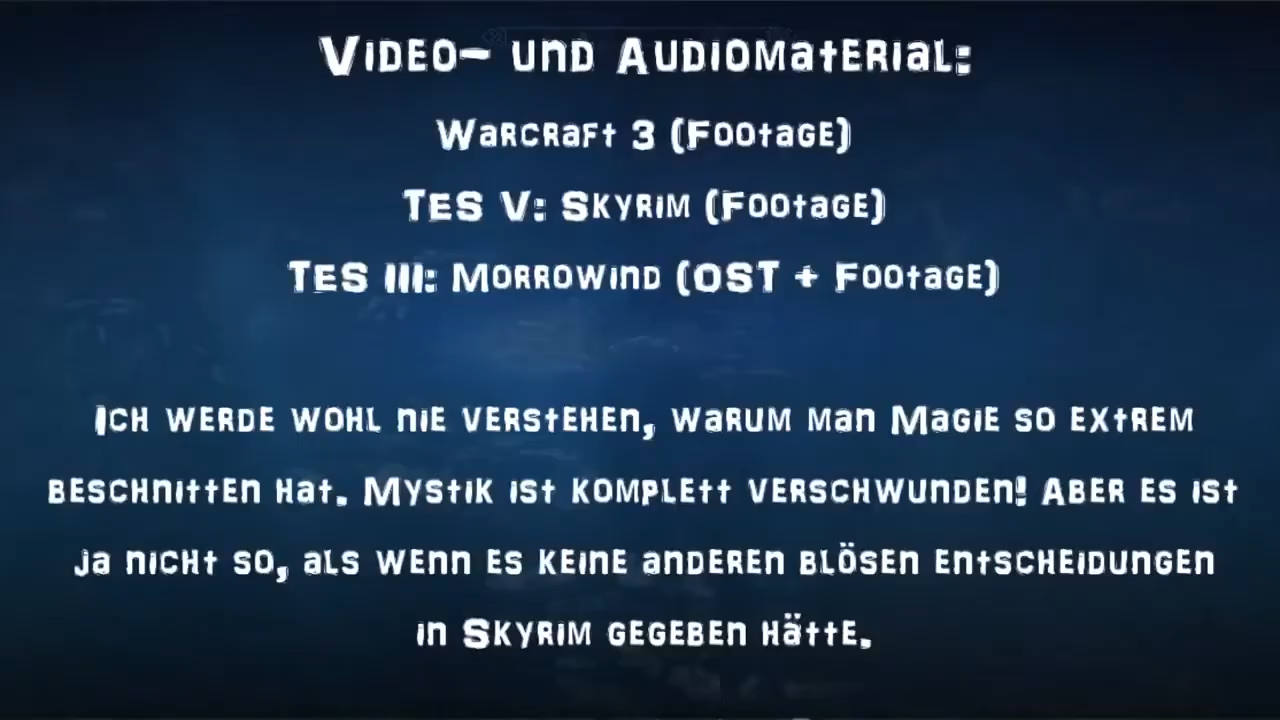 Video- und Audiomaterial:
Warcraft 3 (Footage)
TES V: Skyrim (Footage)
TES III: Morrowind (OST + Footage)
Ich werde wohl nie verstehen, warum man Magie so extrem
beschnitten hat. Mystik ist komplett verschwunden! Aber es ist
ja nicht so, als wenn es keine anderen blösen Entscheidungen
in Skyrim gegeben hätte.